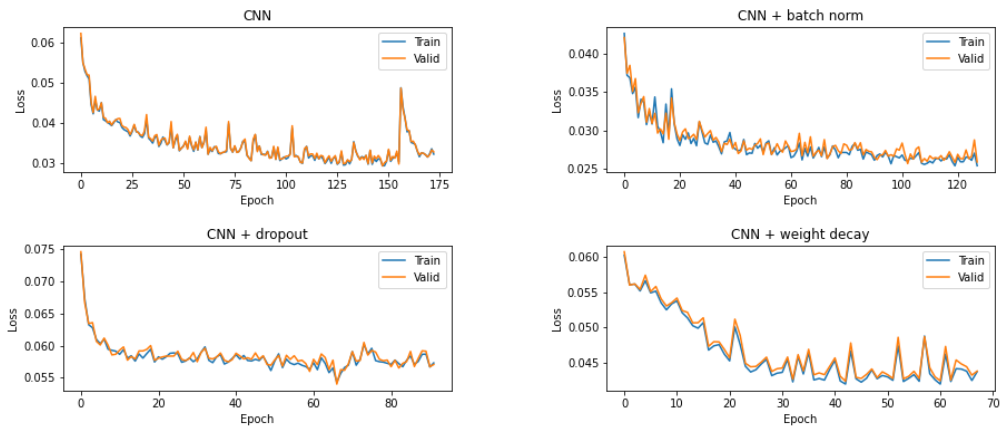 CNN
Loss
0.06
0.05
0.04
0.03
Train
Valid
0 25 50 75 100 125 150 175
Epoch
CNN + batch norm
Loss
0.040
0.035
0.030
0.025
Train
Valid
0 20 40 60 80 100 120
Epoch
CNN + dropout
Loss
0.075
0.070
0.065
0.060
0.055
Train
Valid
0 20 40 60 80
Epoch
CNN + weight decay
Loss
0.060
0.055
0.050
0.045
Train
Valid
0 10 20 30 40 50 60 70
Epoch